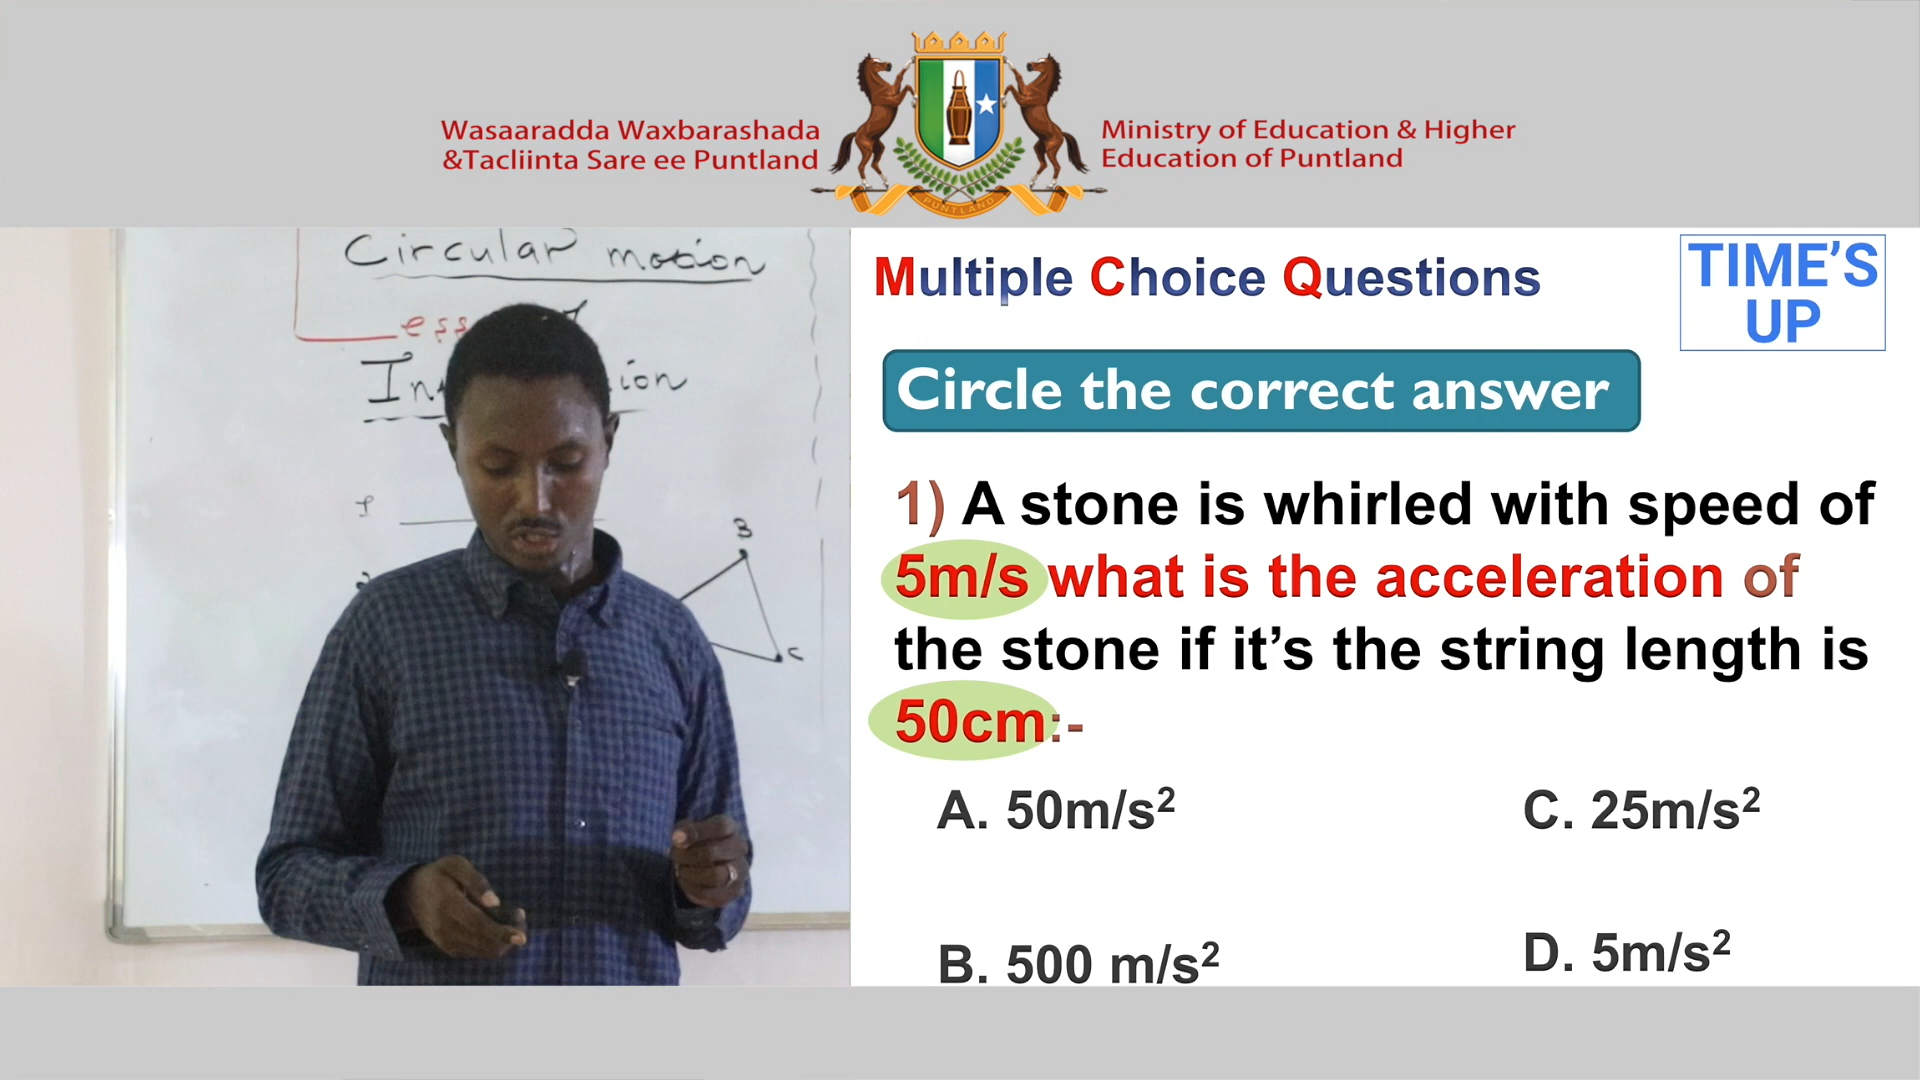 Wasaaradda Waxbarashada
&Tacliinta Sare ee Puntland
PUNTLAND
Ministry of Education & Higher
Education of Puntland
Circular motion
B
C
Multiple Choice Questions
TIME'S
UP
Circle the correct answer
1) A stone is whirled with speed of
5m/s what is the acceleration of
the stone if it's the string length is
50cm:-
A. 50m/s²
C. 25m/s²
B. 500 m/s²
D. 5m/s²